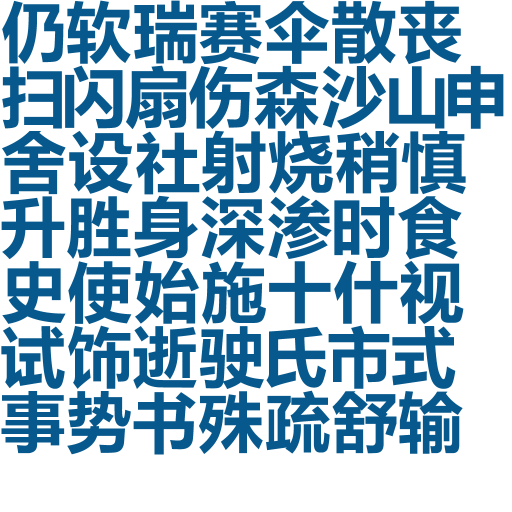 仍软瑞赛伞散丧
扫闪扇伤森沙山申
舍设社射烧稍慎
升胜身深渗时食
史使始施十什视
试饰逝驶氏市式
事势书殊疏舒输